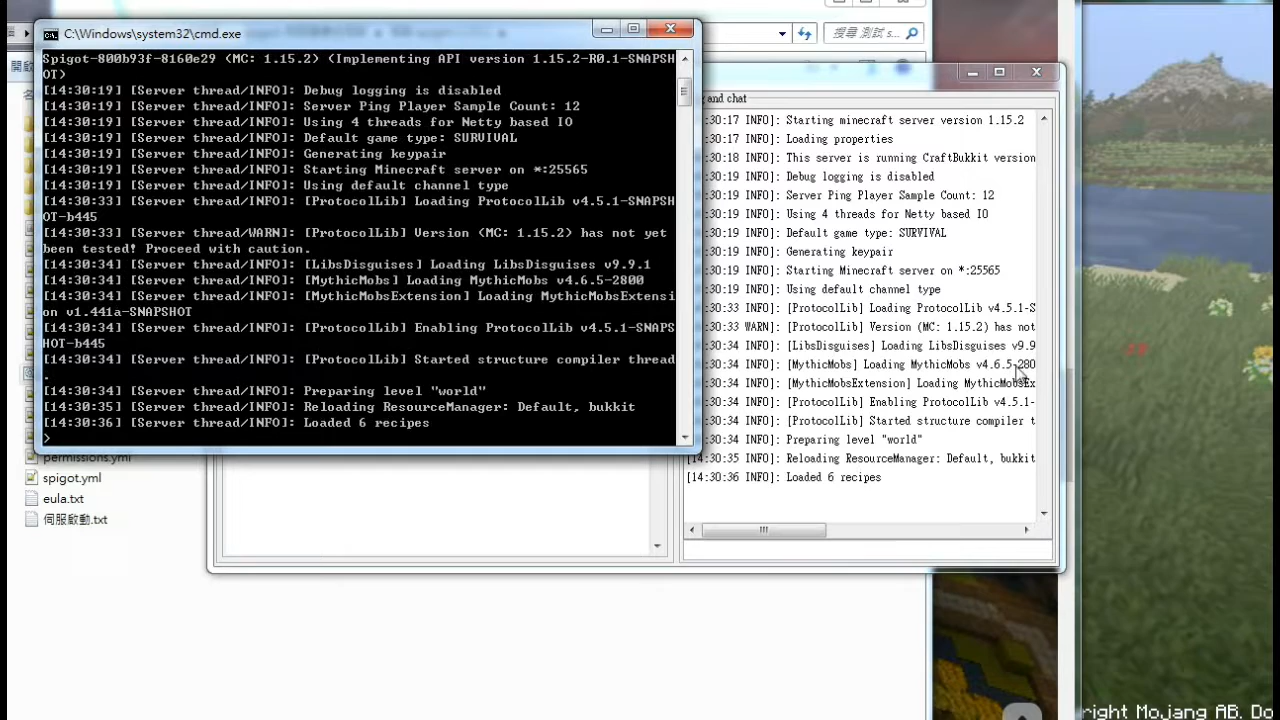 搜尋 測試 s...
C:\Windows\system32\cmd.exe
Spigot-800b93f-8160e29 (MC: 1.15.2) (Implementing API version 1.15.2-R0.1-SNAPSH
OT)
[14:30:19] [Server thread/INFO]: Debug logging is disabled
[14:30:19] [Server thread/INFO]: Server Ping Player Sample Count: 12
[14:30:19] [Server thread/INFO]: Using 4 threads for Netty based IO
[14:30:19] [Server thread/INFO]: Default game type: SURVIVAL
[14:30:19] [Server thread/INFO]: Generating keypair
[14:30:19] [Server thread/INFO]: Starting Minecraft server on *:25565
[14:30:19] [Server thread/INFO]: Using default channel type
[14:30:33] [Server thread/INFO]: [ProtocolLib] Loading ProtocolLib v4.5.1-SNAPSH
OT-b445
[14:30:33] [Server thread/WARN]: [ProtocolLib] Version (MC: 1.15.2) has not yet
been tested! Proceed with caution.
[14:30:34] [Server thread/INFO]: [LibsDisguises] Loading LibsDisguises v9.9.1
[14:30:34] [Server thread/INFO]: [MythicMobs] Loading MythicMobs v4.6.5-2800
[14:30:34] [Server thread/INFO]: [MythicMobsExtension] Loading MythicMobsExtensi
on v1.441a-SNAPSHOT
[14:30:34] [Server thread/INFO]: [ProtocolLib] Enabling ProtocolLib v4.5.1-SNAPS
HOT-b445
[14:30:34] [Server thread/INFO]: [ProtocolLib] Started structure compiler thread
.
[14:30:34] [Server thread/INFO]: Preparing level "world"
[14:30:35] [Server thread/INFO]: Reloading ResourceManager: Default, bukkit
[14:30:36] [Server thread/INFO]: Loaded 6 recipes
>
permissions.yml
spigot.yml
eula.txt
伺服啟動.txt
and chat
:30:17 INFO]: Starting minecraft server version 1.15.2
:30:17 INFO]: Loading properties
:30:18 INFO]: This server is running CraftBukkit version
:30:19 INFO]: Debug logging is disabled
:30:19 INFO]: Server Ping Player Sample Count: 12
:30:19 INFO]: Using 4 threads for Netty based IO
:30:19 INFO]: Default game type: SURVIVAL
:30:19 INFO]: Generating keypair
:30:19 INFO]: Starting Minecraft server on *:25565
:30:19 INFO]: Using default channel type
:30:33 INFO]: [ProtocolLib] Loading ProtocolLib v4.5.1-S
:30:33 WARN]: [ProtocolLib] Version (MC: 1.15.2) has not
:30:34 INFO]: [LibsDisguises] Loading LibsDisguises v9.9
:30:34 INFO]: [MythicMobs] Loading MythicMobs v4.6.5-280
:30:34 INFO]: [MythicMobsExtension] Loading MythicMobsEx
:30:34 INFO]: [ProtocolLib] Enabling ProtocolLib v4.5.1-
:30:34 INFO]: [ProtocolLib] Started structure compiler t
:30:34 INFO]: Preparing level "world"
[14:30:35 INFO]: Reloading ResourceManager: Default, bukkit
[14:30:36 INFO]: Loaded 6 recipes
right Mojang AB. Do